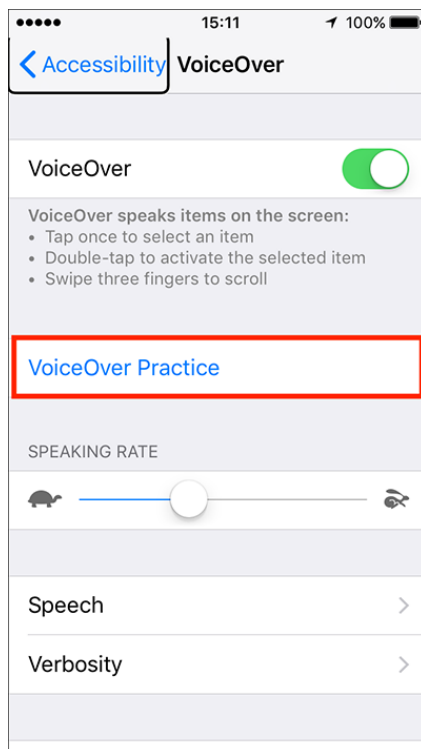 15:11 100%
Accessibility VoiceOver
VoiceOver
VoiceOver speaks items on the screen:
• Tap once to select an item
• Double-tap to activate the selected item
• Swipe three fingers to scroll
VoiceOver Practice
SPEAKING RATE
Speech
Verbosity